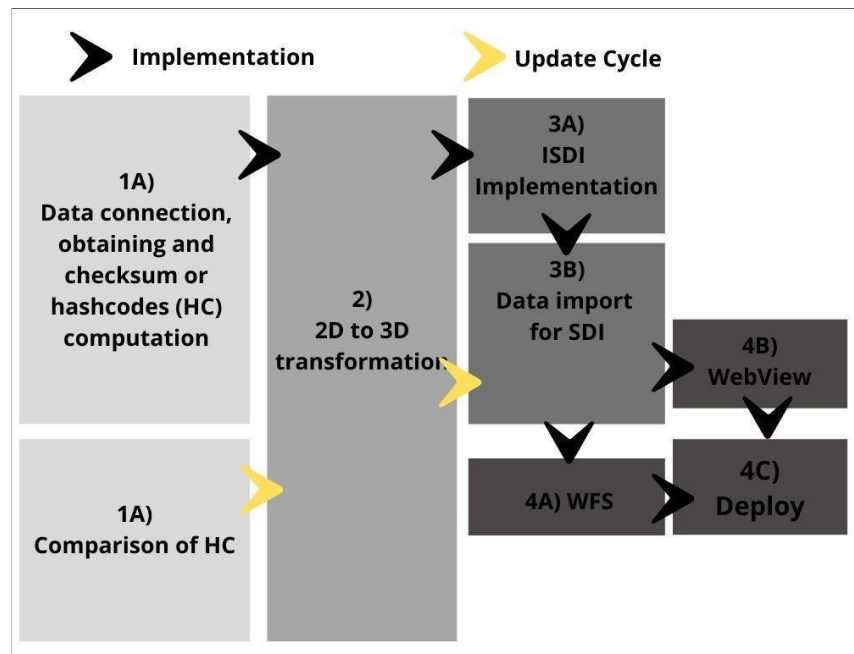 Implementation
Update Cycle
1A)
Data connection,
obtaining and
checksum or
hashcodes (HC)
computation
1A)
Comparison of HC
2)
2D to 3D
transformation
3A)
ISDI
Implementation
3B)
Data import
for SDI
4A) WFS
4B)
WebView
4C)
Deploy